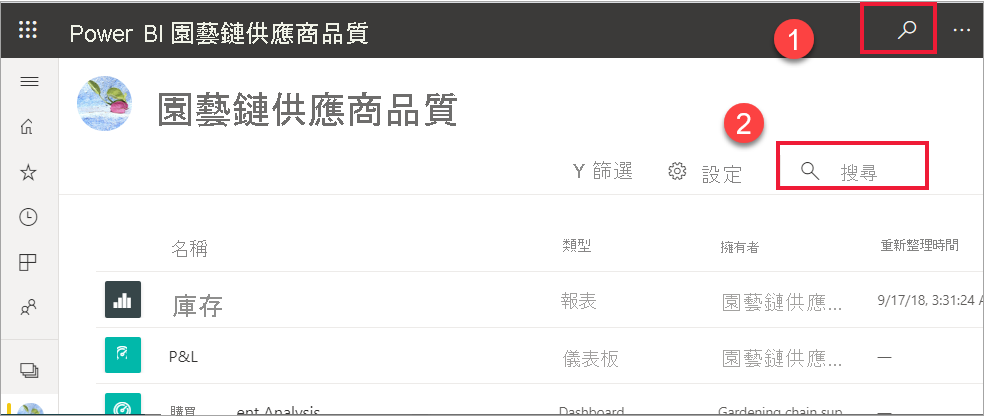 Power BI 園藝鏈供應商品質
1
園藝鏈供應商品質
2
Y 篩選 設定 搜尋
名稱 類型 擁有者 重新整理時間
庫存 報表 園藝鏈供應... 9/17/18, 3:31:24 A
P&L 儀表板 園藝鏈供應... —
購買 ent Analysis Dashboard Gardening chain sup —